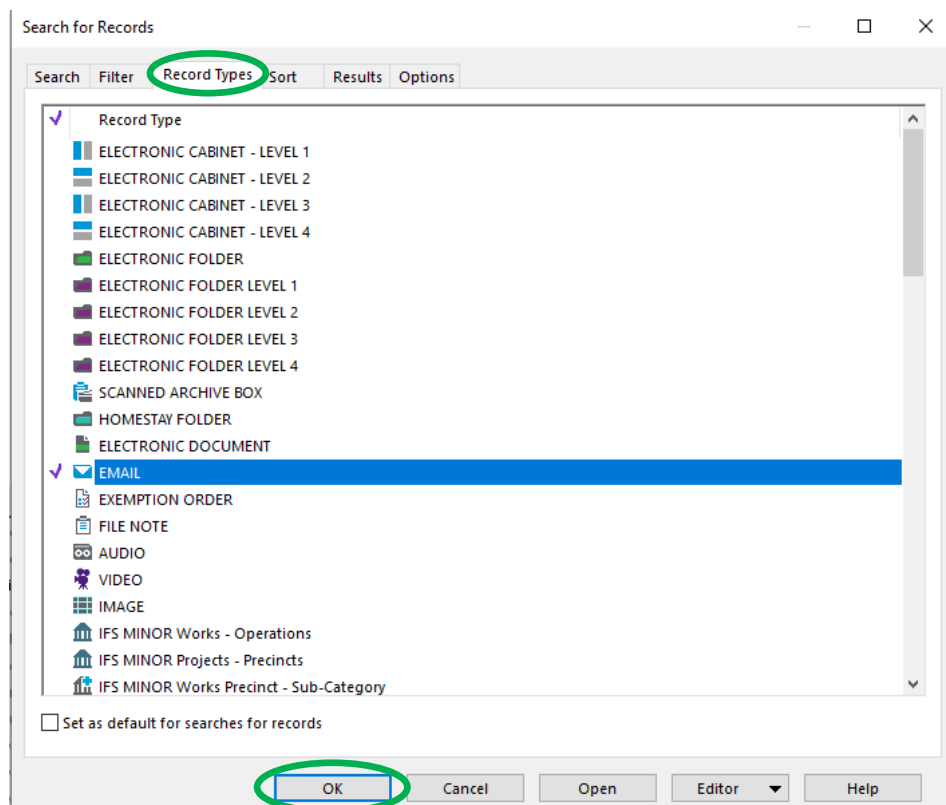 Search for Records
Search Filter Record Types Sort Results Options
Record Type
ELECTRONIC CABINET - LEVEL 1
ELECTRONIC CABINET - LEVEL 2
ELECTRONIC CABINET - LEVEL 3
ELECTRONIC CABINET - LEVEL 4
ELECTRONIC FOLDER
ELECTRONIC FOLDER LEVEL 1
ELECTRONIC FOLDER LEVEL 2
ELECTRONIC FOLDER LEVEL 3
ELECTRONIC FOLDER LEVEL 4
SCANNED ARCHIVE BOX
HOMESTAY FOLDER
ELECTRONIC DOCUMENT
EMAIL
EXEMPTION ORDER
FILE NOTE
AUDIO
VIDEO
IMAGE
IFS MINOR Works - Operations
IFS MINOR Projects - Precincts
IFS MINOR Works Precinct - Sub-Category
Set as default for searches for records
OK Cancel Open Editor Help